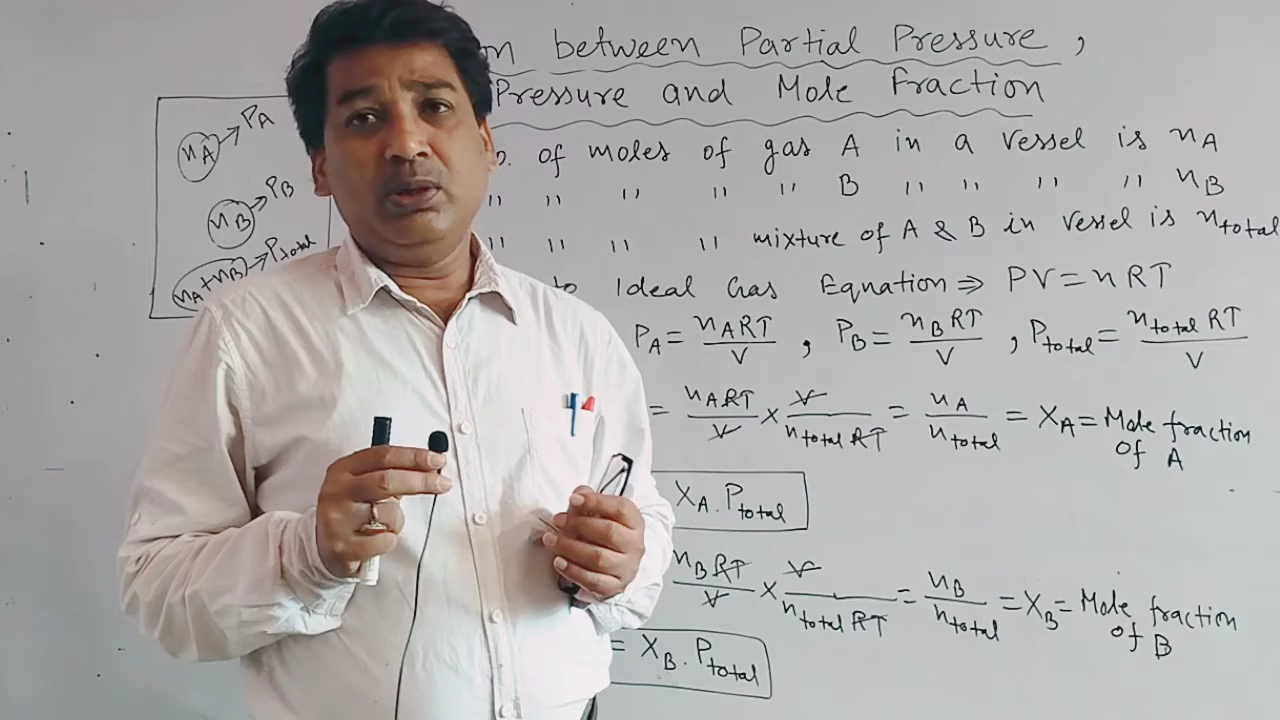 between Partial Pressure,
Pressure and Mole Fraction
nA → PA
nB → PB
nA+nB → Ptotal
of moles of gas A in a vessel is nA
" " " " " B " " " " nB
" " " " mixture of A & B in vessel is ntotal
to Ideal Gas Equation ⇒ PV = nRT
PA = nART/V , PB = nBRT/V , Ptotal = ntotal RT/V
= nART/V × V/ntotal RT = nA/ntotal = XA = Mole fraction of A
XA . Ptotal
nBRT/V × V/ntotal RT = nB/ntotal = XB = Mole fraction of B
= XB . Ptotal